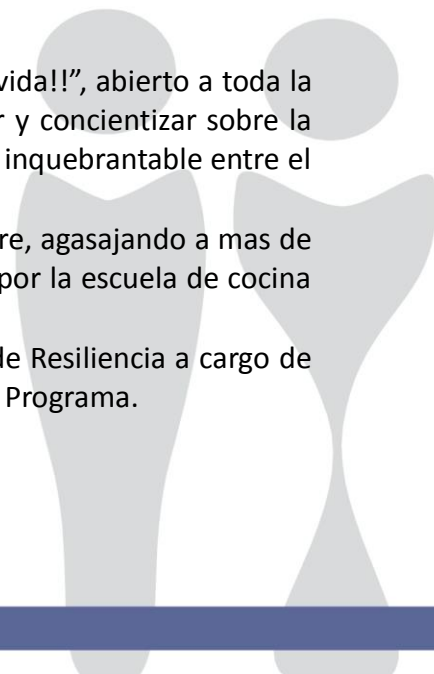 vida!!”, abierto a toda la
r y concientizar sobre la
inquebrantable entre el
re, agasajando a mas de
por la escuela de cocina
de Resiliencia a cargo de
Programa.